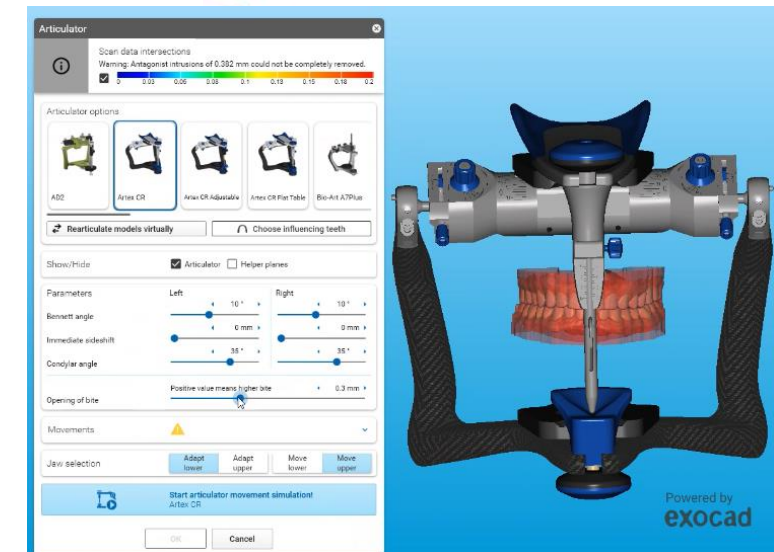 Articulator
Scan data intersections
Warning: Antagonist intrusions of 0.382 mm could not be completely removed.
0 0.03 0.05 0.08 0.1 0.13 0.15 0.18 0.2
Articulator options
AD2 Artex CR Artex CR Adjustable Artex CR Flat Table Bio-Art A7Plus
Rearticulate models virtually Choose influencing teeth
Show/Hide Articulator Helper planes
Parameters Left Right
10 ° 10 °
Bennett angle
0 mm 0 mm
Immediate sideshift
35 ° 35 °
Condylar angle
Positive value means higher bite 0.3 mm
Opening of bite
Movements
Jaw selection Adapt lower Adapt upper Move lower Move upper
Start articulator movement simulation!
Artex CR
OK Cancel
Powered by
exocad